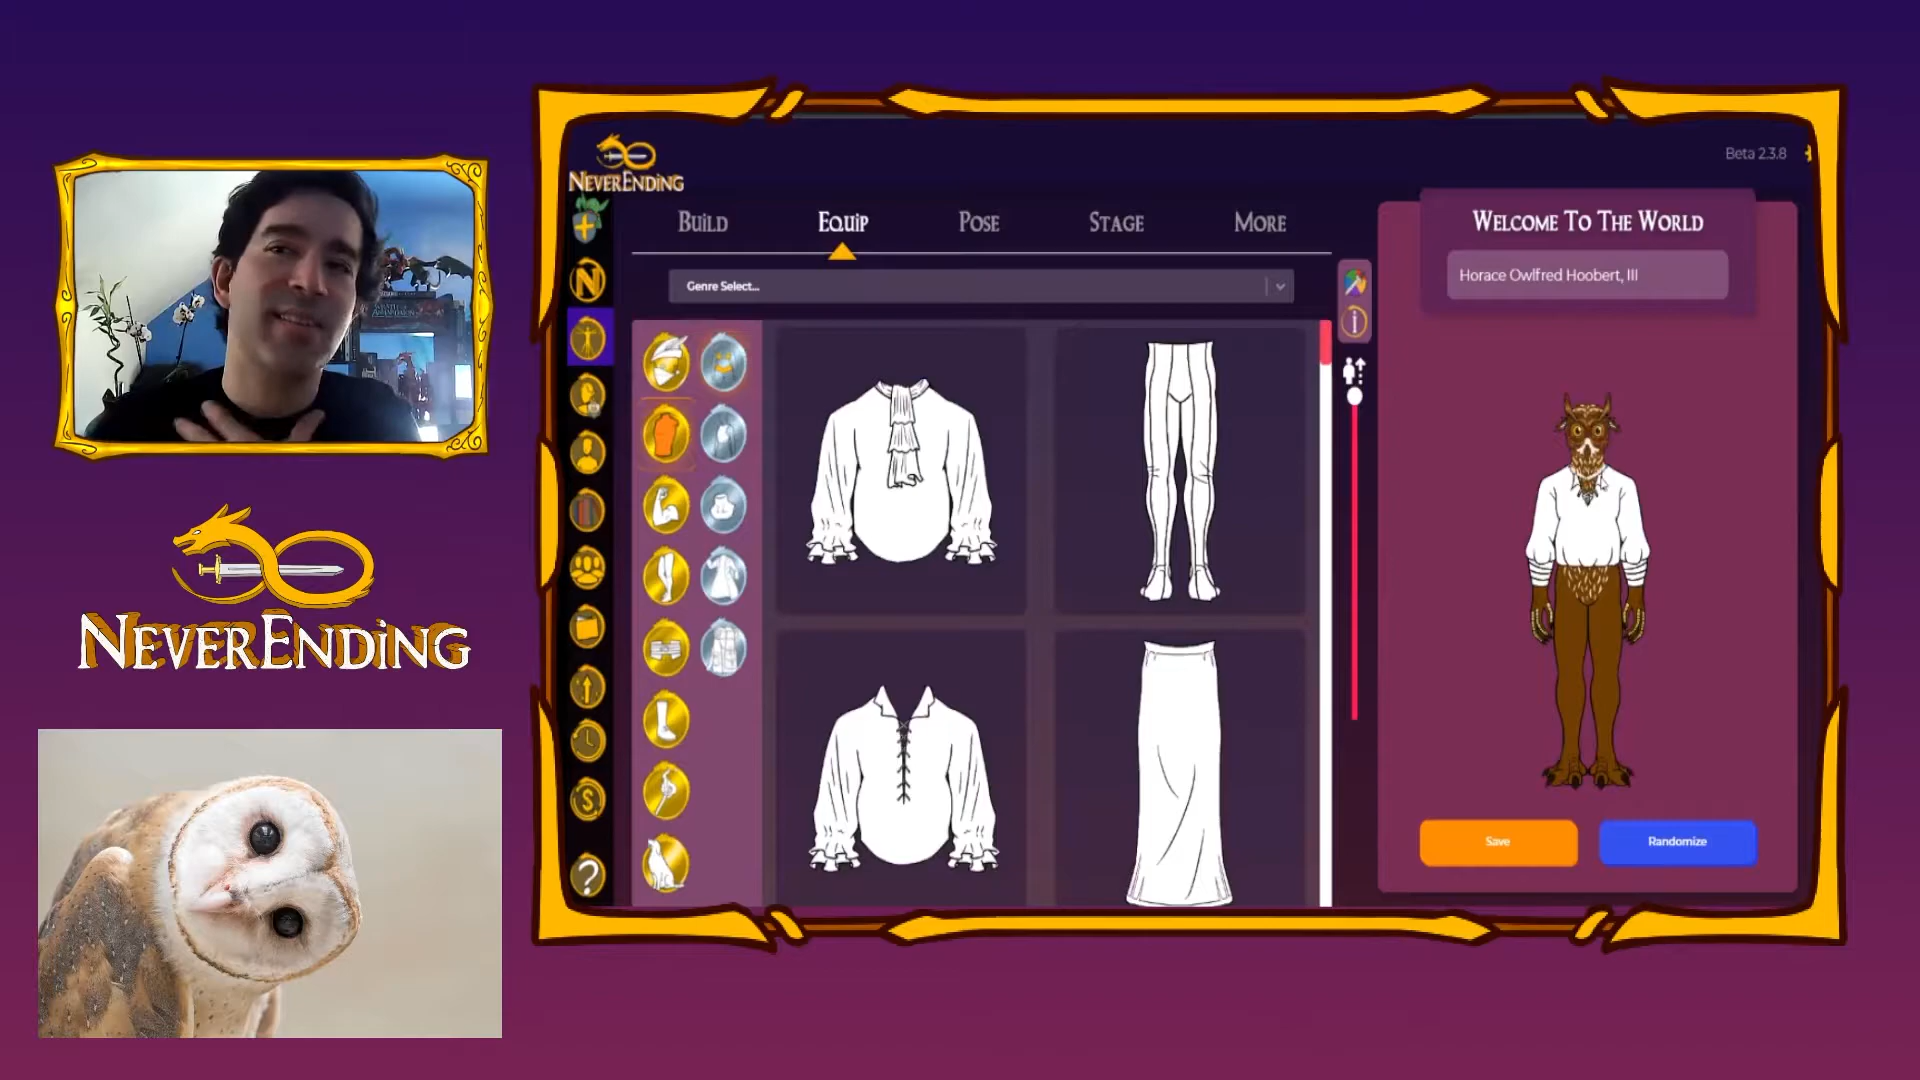 NEVERENDING
Beta 2.3.8
BUILD
EQUIP
POSE
STAGE
MORE
Genre Select...
WELCOME TO THE WORLD
Horace Owlfred Hoobert, III
Save
Randomize
NEVERENDING